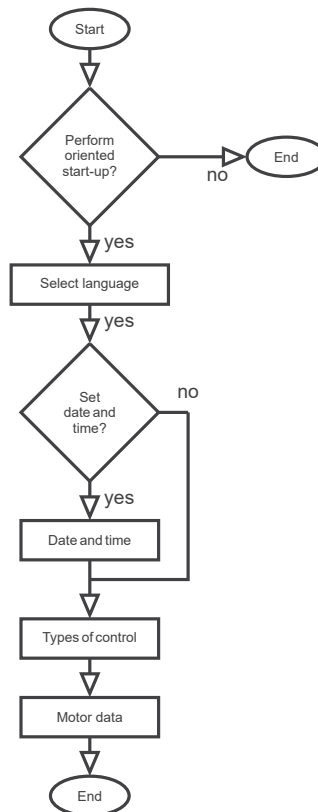 Start
Perform
oriented
start-up?
no
End
yes
Select language
yes
Set
date and
time?
no
yes
Date and time
Types of control
Motor data
End